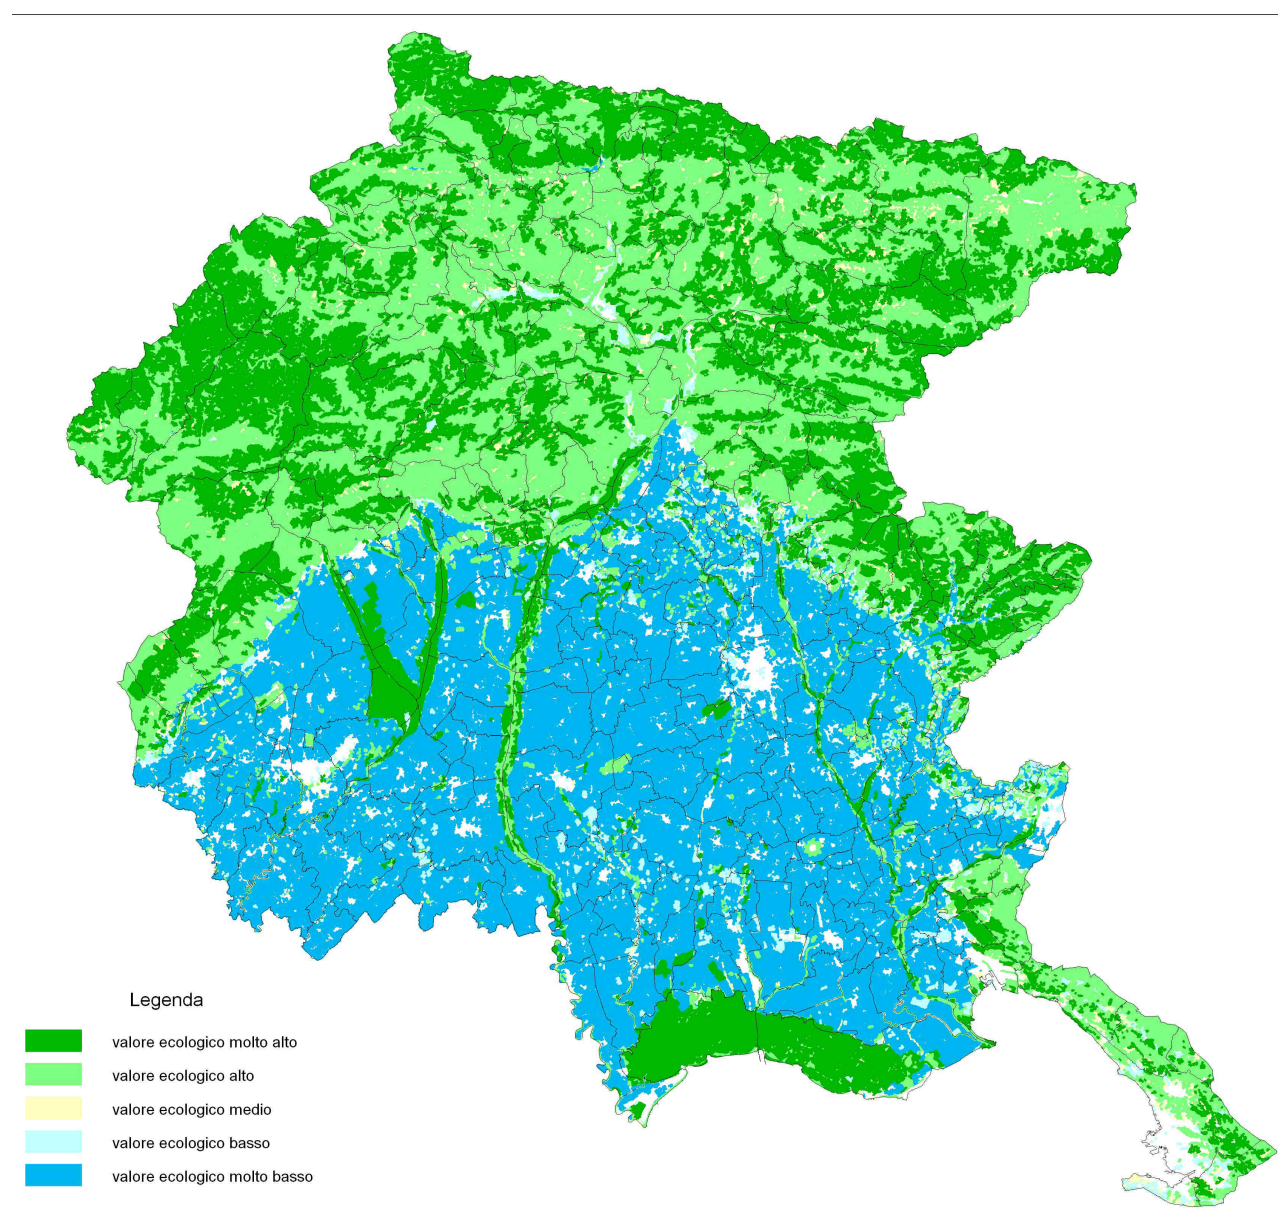 Legenda
valore ecologico molto alto
valore ecologico alto
valore ecologico medio
valore ecologico basso
valore ecologico molto basso